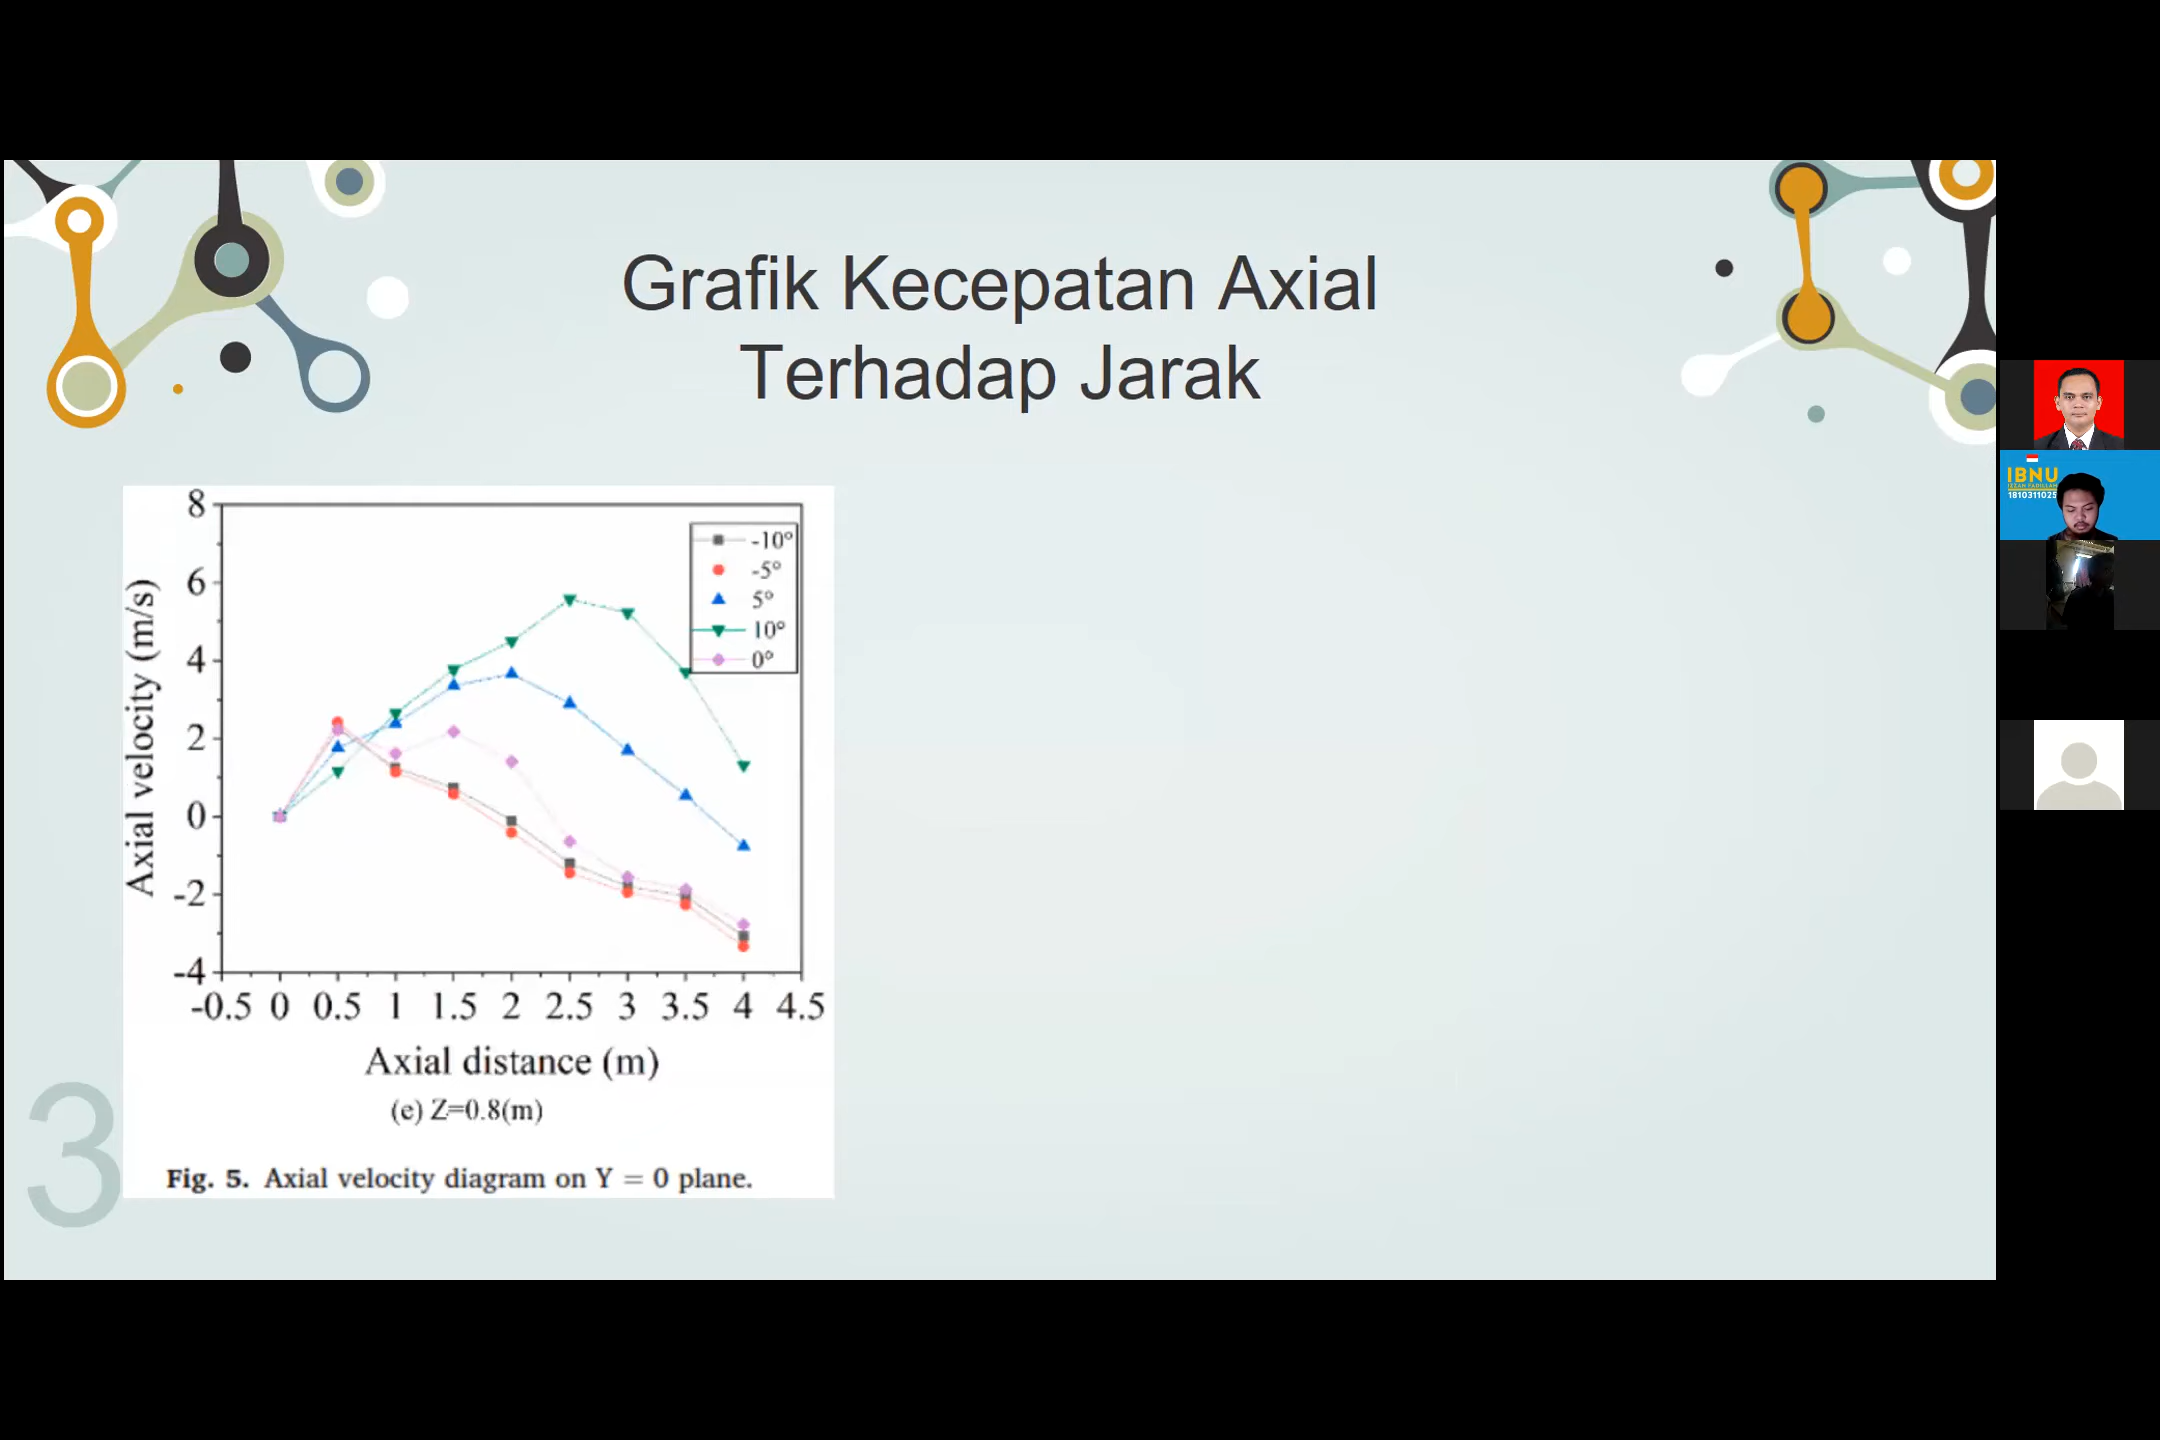 Grafik Kecepatan Axial
Terhadap Jarak
8
6
4
2
0
-2
-4
Axial velocity (m/s)
-10°
-5°
5°
10°
0°
-0.5 0 0.5 1 1.5 2 2.5 3 3.5 4 4.5
Axial distance (m)
(e) Z=0.8(m)
Fig. 5. Axial velocity diagram on Y = 0 plane.
3
IBNU
IZZAN FADILLAH
1810311025